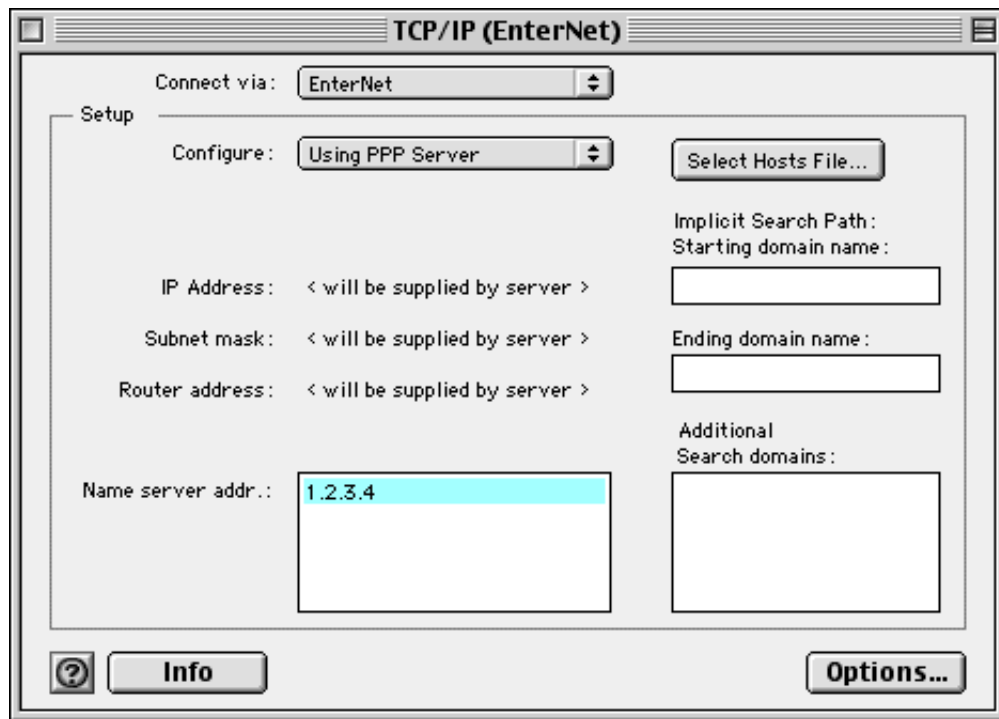 TCP/IP (EnterNet)
Connect via: EnterNet
Setup
Configure: Using PPP Server
Select Hosts File...
Implicit Search Path:
Starting domain name:
IP Address: < will be supplied by server >
Subnet mask: < will be supplied by server >
Ending domain name:
Router address: < will be supplied by server >
Additional
Search domains:
Name server addr.: 1.2.3.4
? Info
Options...